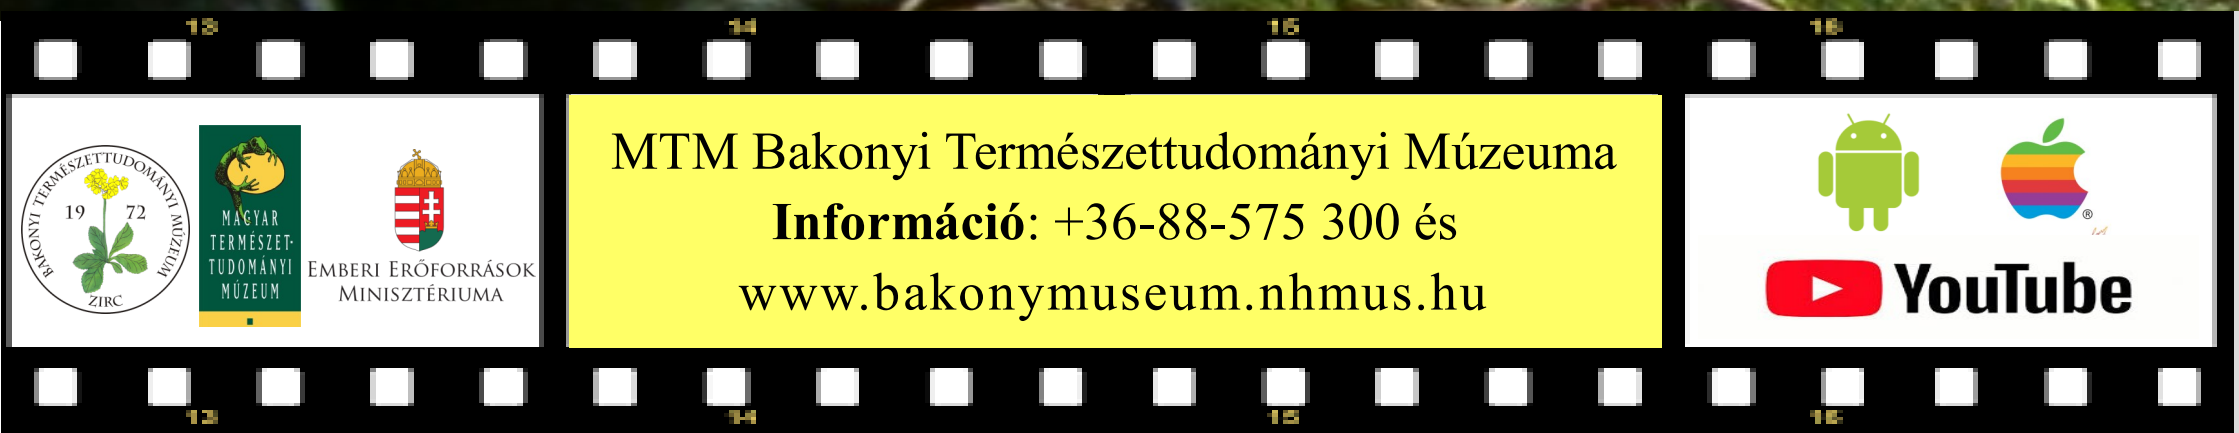 13 14 15 16
BAKONYI TERMÉSZETTUDOMÁNYI MÚZEUM
19 72
ZIRC
MAGYAR
TERMÉSZET-
TUDOMÁNYI
MÚZEUM
EMBERI ERŐFORRÁSOK
MINISZTÉRIUMA
MTM Bakonyi Természettudományi Múzeuma
Információ: +36-88-575 300 és
www.bakonymuseum.nhmus.hu
®
YouTube
13 14 15 16